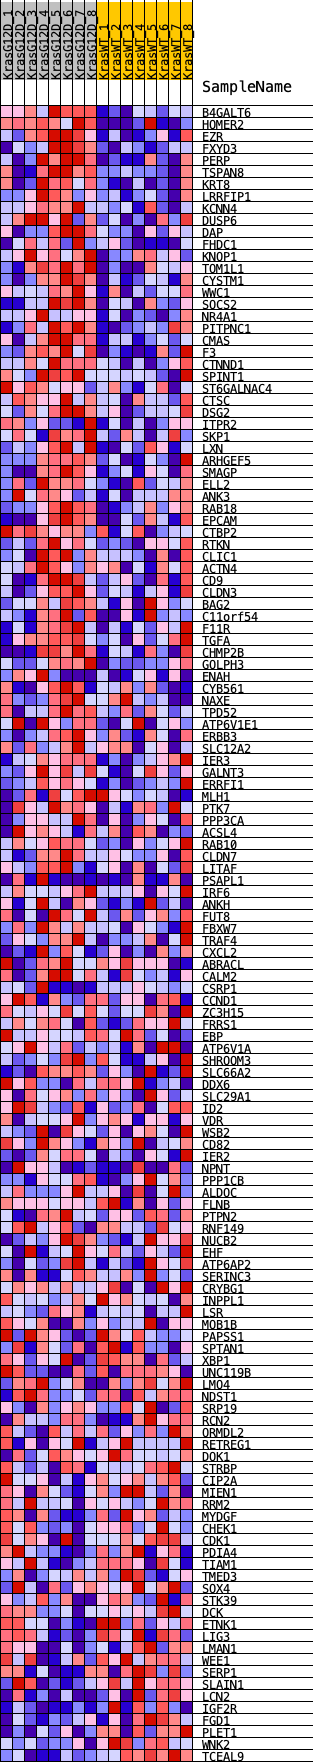 KrasG12D_1
KrasG12D_2
KrasG12D_3
KrasG12D_4
KrasG12D_5
KrasG12D_6
KrasG12D_7
KrasG12D_8
KrasWT_1
KrasWT_2
KrasWT_3
KrasWT_4
KrasWT_5
KrasWT_6
KrasWT_7
KrasWT_8
SampleName
B4GALT6
HOMER2
EZR
FXYD3
PERP
TSPAN8
KRT8
LRRFIP1
KCNN4
DUSP6
DAP
FHDC1
KNOP1
TOM1L1
CYSTM1
WWC1
SOCS2
NR4A1
PITPNC1
CMAS
F3
CTNND1
SPINT1
ST6GALNAC4
CTSC
DSG2
ITPR2
SKP1
LXN
ARHGEF5
SMAGP
ELL2
ANK3
RAB18
EPCAM
CTBP2
RTKN
CLIC1
ACTN4
CD9
CLDN3
BAG2
C11orf54
F11R
TGFA
CHMP2B
GOLPH3
ENAH
CYB561
NAXE
TPD52
ATP6V1E1
ERBB3
SLC12A2
IER3
GALNT3
ERRFI1
MLH1
PTK7
PPP3CA
ACSL4
RAB10
CLDN7
LITAF
PSAPL1
IRF6
ANKH
FUT8
FBXW7
TRAF4
CXCL2
ABRACL
CALM2
CSRP1
CCND1
ZC3H15
FRRS1
EBP
ATP6V1A
SHROOM3
SLC66A2
DDX6
SLC29A1
ID2
VDR
WSB2
CD82
IER2
NPNT
PPP1CB
ALDOC
FLNB
PTPN2
RNF149
NUCB2
EHF
ATP6AP2
SERINC3
CRYBG1
INPPL1
LSR
MOB1B
PAPSS1
SPTAN1
XBP1
UNC119B
LMO4
NDST1
SRP19
RCN2
ORMDL2
RETREG1
DOK1
STRBP
CIP2A
MIEN1
RRM2
MYDGF
CHEK1
CDK1
PDIA4
TIAM1
TMED3
SOX4
STK39
DCK
ETNK1
LIG3
LMAN1
WEE1
SERP1
SLAIN1
LCN2
IGF2R
FGD1
PLET1
WNK2
TCEAL9